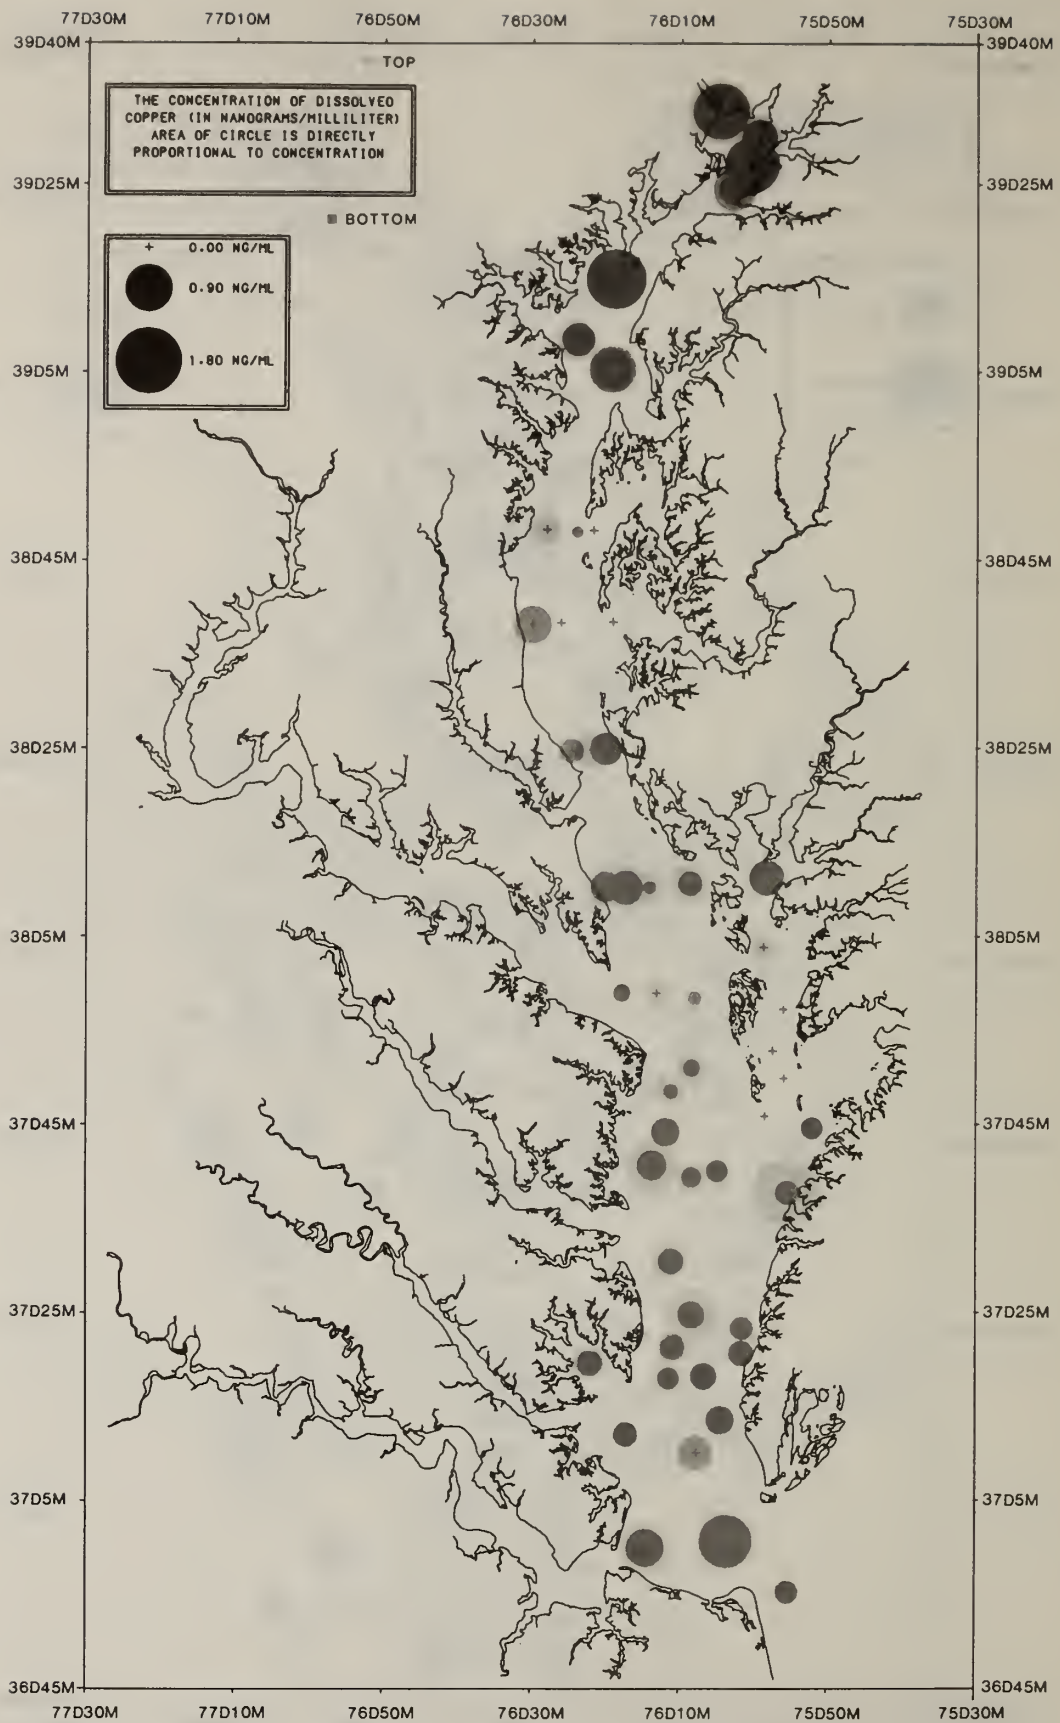 77D30M 77D10M 76D50M 76D30M 76D10M 75D50M 75D30M
39D40M 39D40M
TOP
THE CONCENTRATION OF DISSOLVED
COPPER (IN NANOGRAMS/MILLILITER)
AREA OF CIRCLE IS DIRECTLY
PROPORTIONAL TO CONCENTRATION
39D25M 39D25M
BOTTOM
+ 0.00 NG/ML
0.90 NG/ML
1.80 NG/ML
39D5M 39D5M
38D45M 38D45M
38D25M 38D25M
38D5M 38D5M
37D45M 37D45M
37D25M 37D25M
37D5M 37D5M
36D45M 36D45M
77D30M 77D10M 76D50M 76D30M 76D10M 75D50M 75D30M